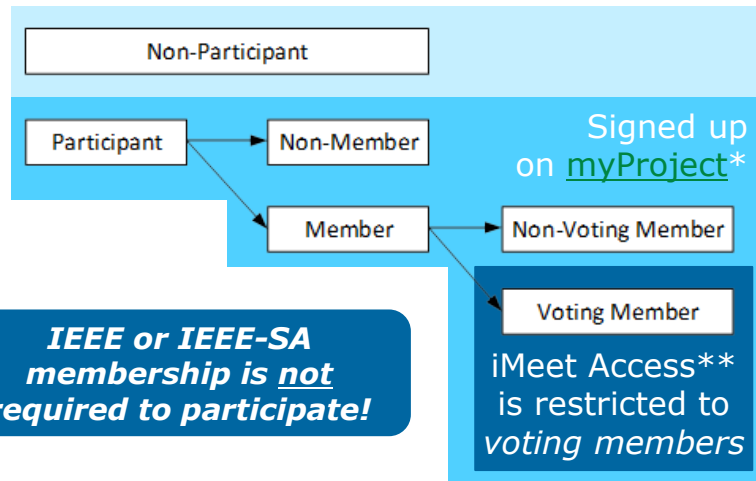 Non-Participant
Participant
Non-Member
Signed up
on myProject*
Member
Non-Voting Member
Voting Member
IEEE or IEEE-SA
membership is not
required to participate!
iMeet Access**
is restricted to
voting members